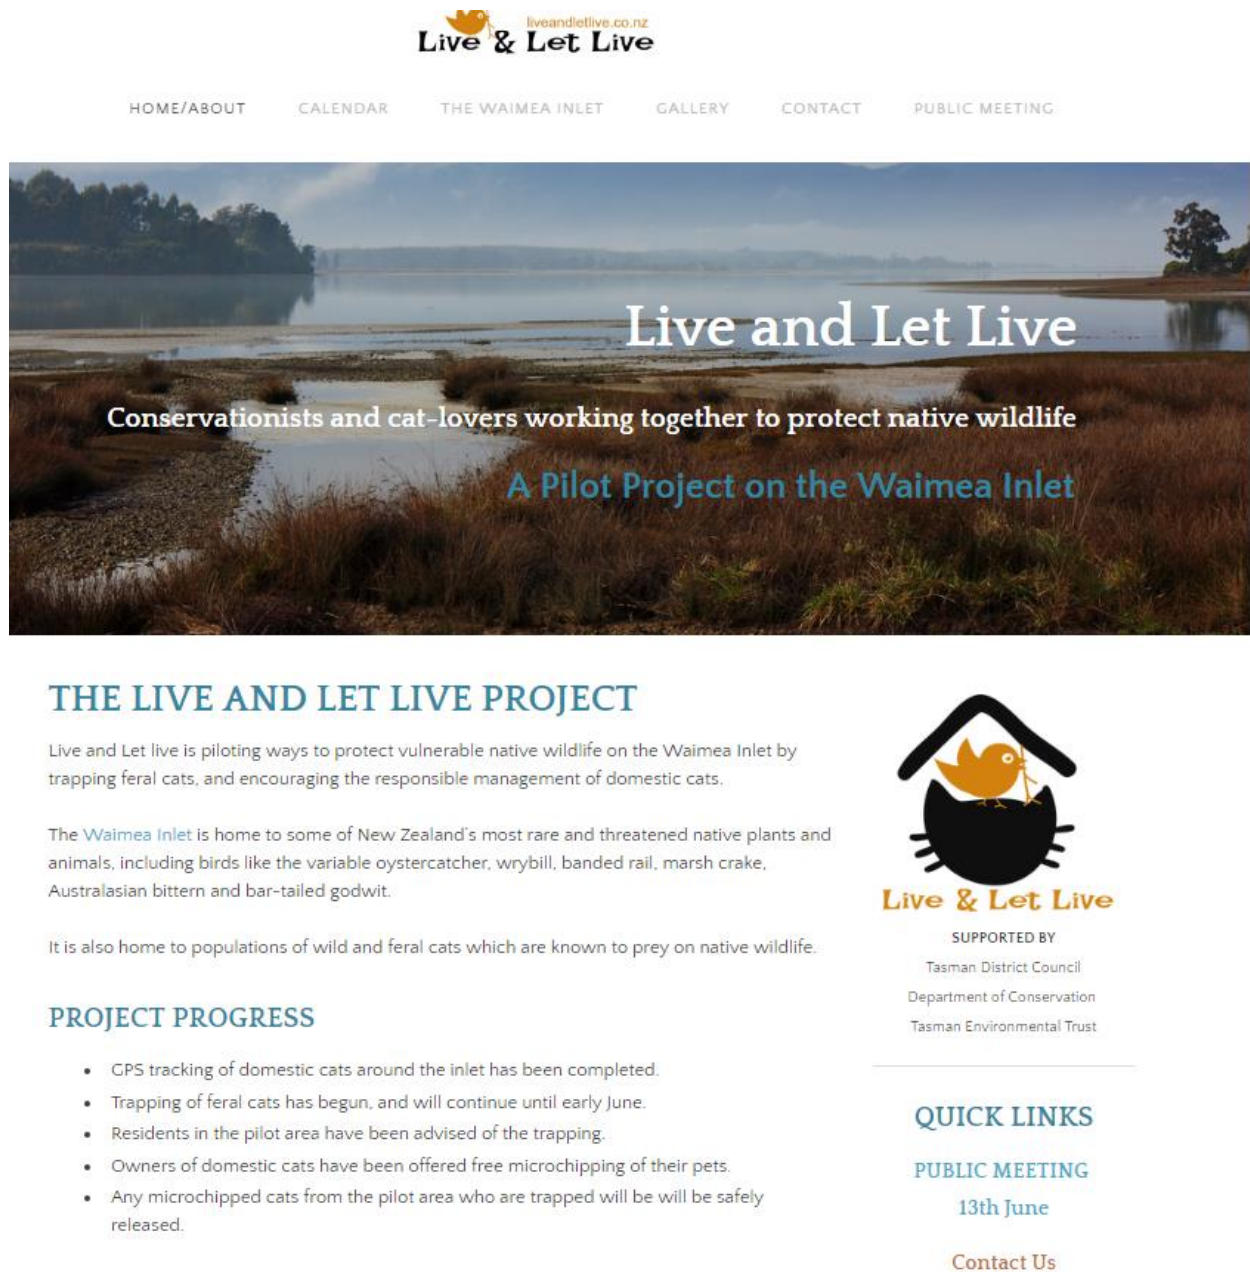 liveandletlive.co.nz
Live & Let Live
HOME/ABOUT CALENDAR THE WAIMEA INLET GALLERY CONTACT PUBLIC MEETING
Live and Let Live
Conservationists and cat-lovers working together to protect native wildlife
A Pilot Project on the Waimea Inlet
THE LIVE AND LET LIVE PROJECT
Live and Let live is piloting ways to protect vulnerable native wildlife on the Waimea Inlet by
trapping feral cats, and encouraging the responsible management of domestic cats.
The Waimea Inlet is home to some of New Zealand's most rare and threatened native plants and
animals, including birds like the variable oystercatcher, wrybill, banded rail, marsh crake,
Australasian bittern and bar-tailed godwit.
It is also home to populations of wild and feral cats which are known to prey on native wildlife.
PROJECT PROGRESS
• GPS tracking of domestic cats around the inlet has been completed.
• Trapping of feral cats has begun, and will continue until early June.
• Residents in the pilot area have been advised of the trapping.
• Owners of domestic cats have been offered free microchipping of their pets.
• Any microchipped cats from the pilot area who are trapped will be will be safely
released.
Live & Let Live
SUPPORTED BY
Tasman District Council
Department of Conservation
Tasman Environmental Trust
QUICK LINKS
PUBLIC MEETING
13th June
Contact Us